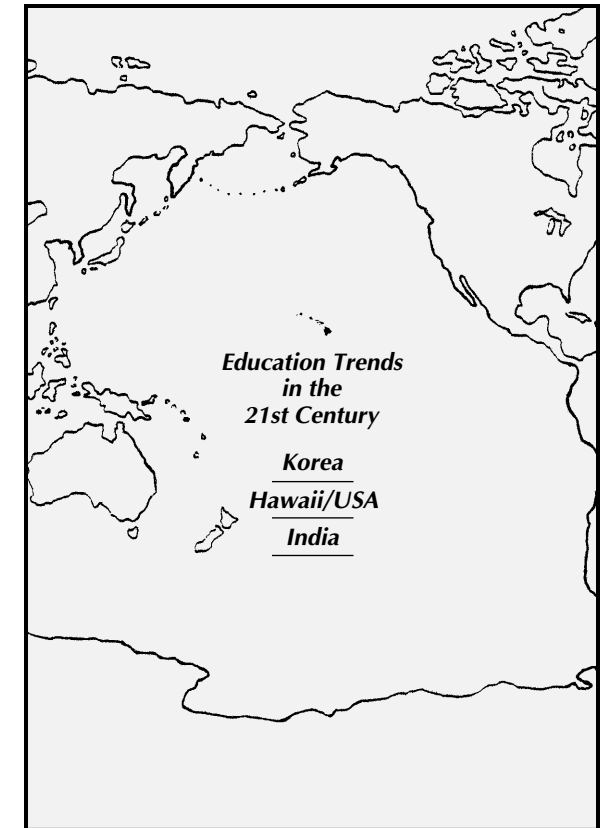 Education Trends
in the
21st Century
Korea
Hawaii/USA
India